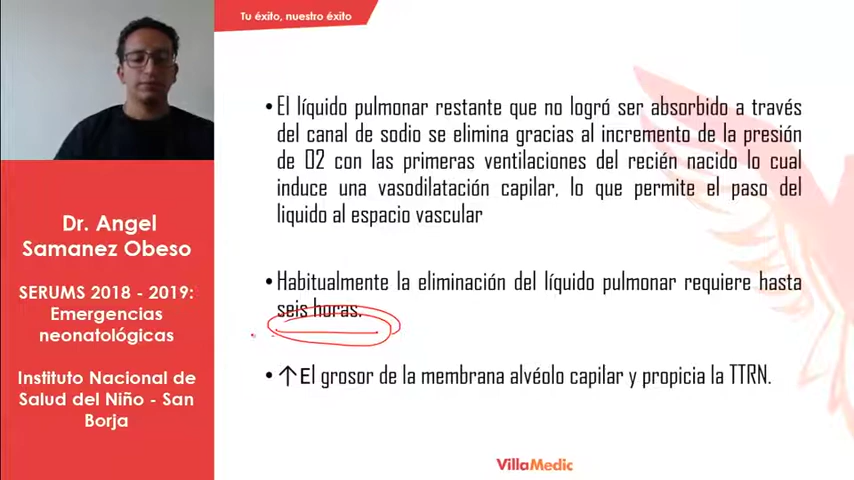 Tu éxito, nuestro éxito
• El líquido pulmonar restante que no logró ser absorbido a través
del canal de sodio se elimina gracias al incremento de la presión
de O2 con las primeras ventilaciones del recién nacido lo cual
induce una vasodilatación capilar, lo que permite el paso del
liquido al espacio vascular
• Habitualmente la eliminación del líquido pulmonar requiere hasta
seis horas.
• ↑El grosor de la membrana alvéolo capilar y propicia la TTRN.
Dr. Angel
Samanez Obeso
SERUMS 2018 - 2019:
Emergencias
neonatológicas
Instituto Nacional de
Salud del Niño - San
Borja
VillaMedic